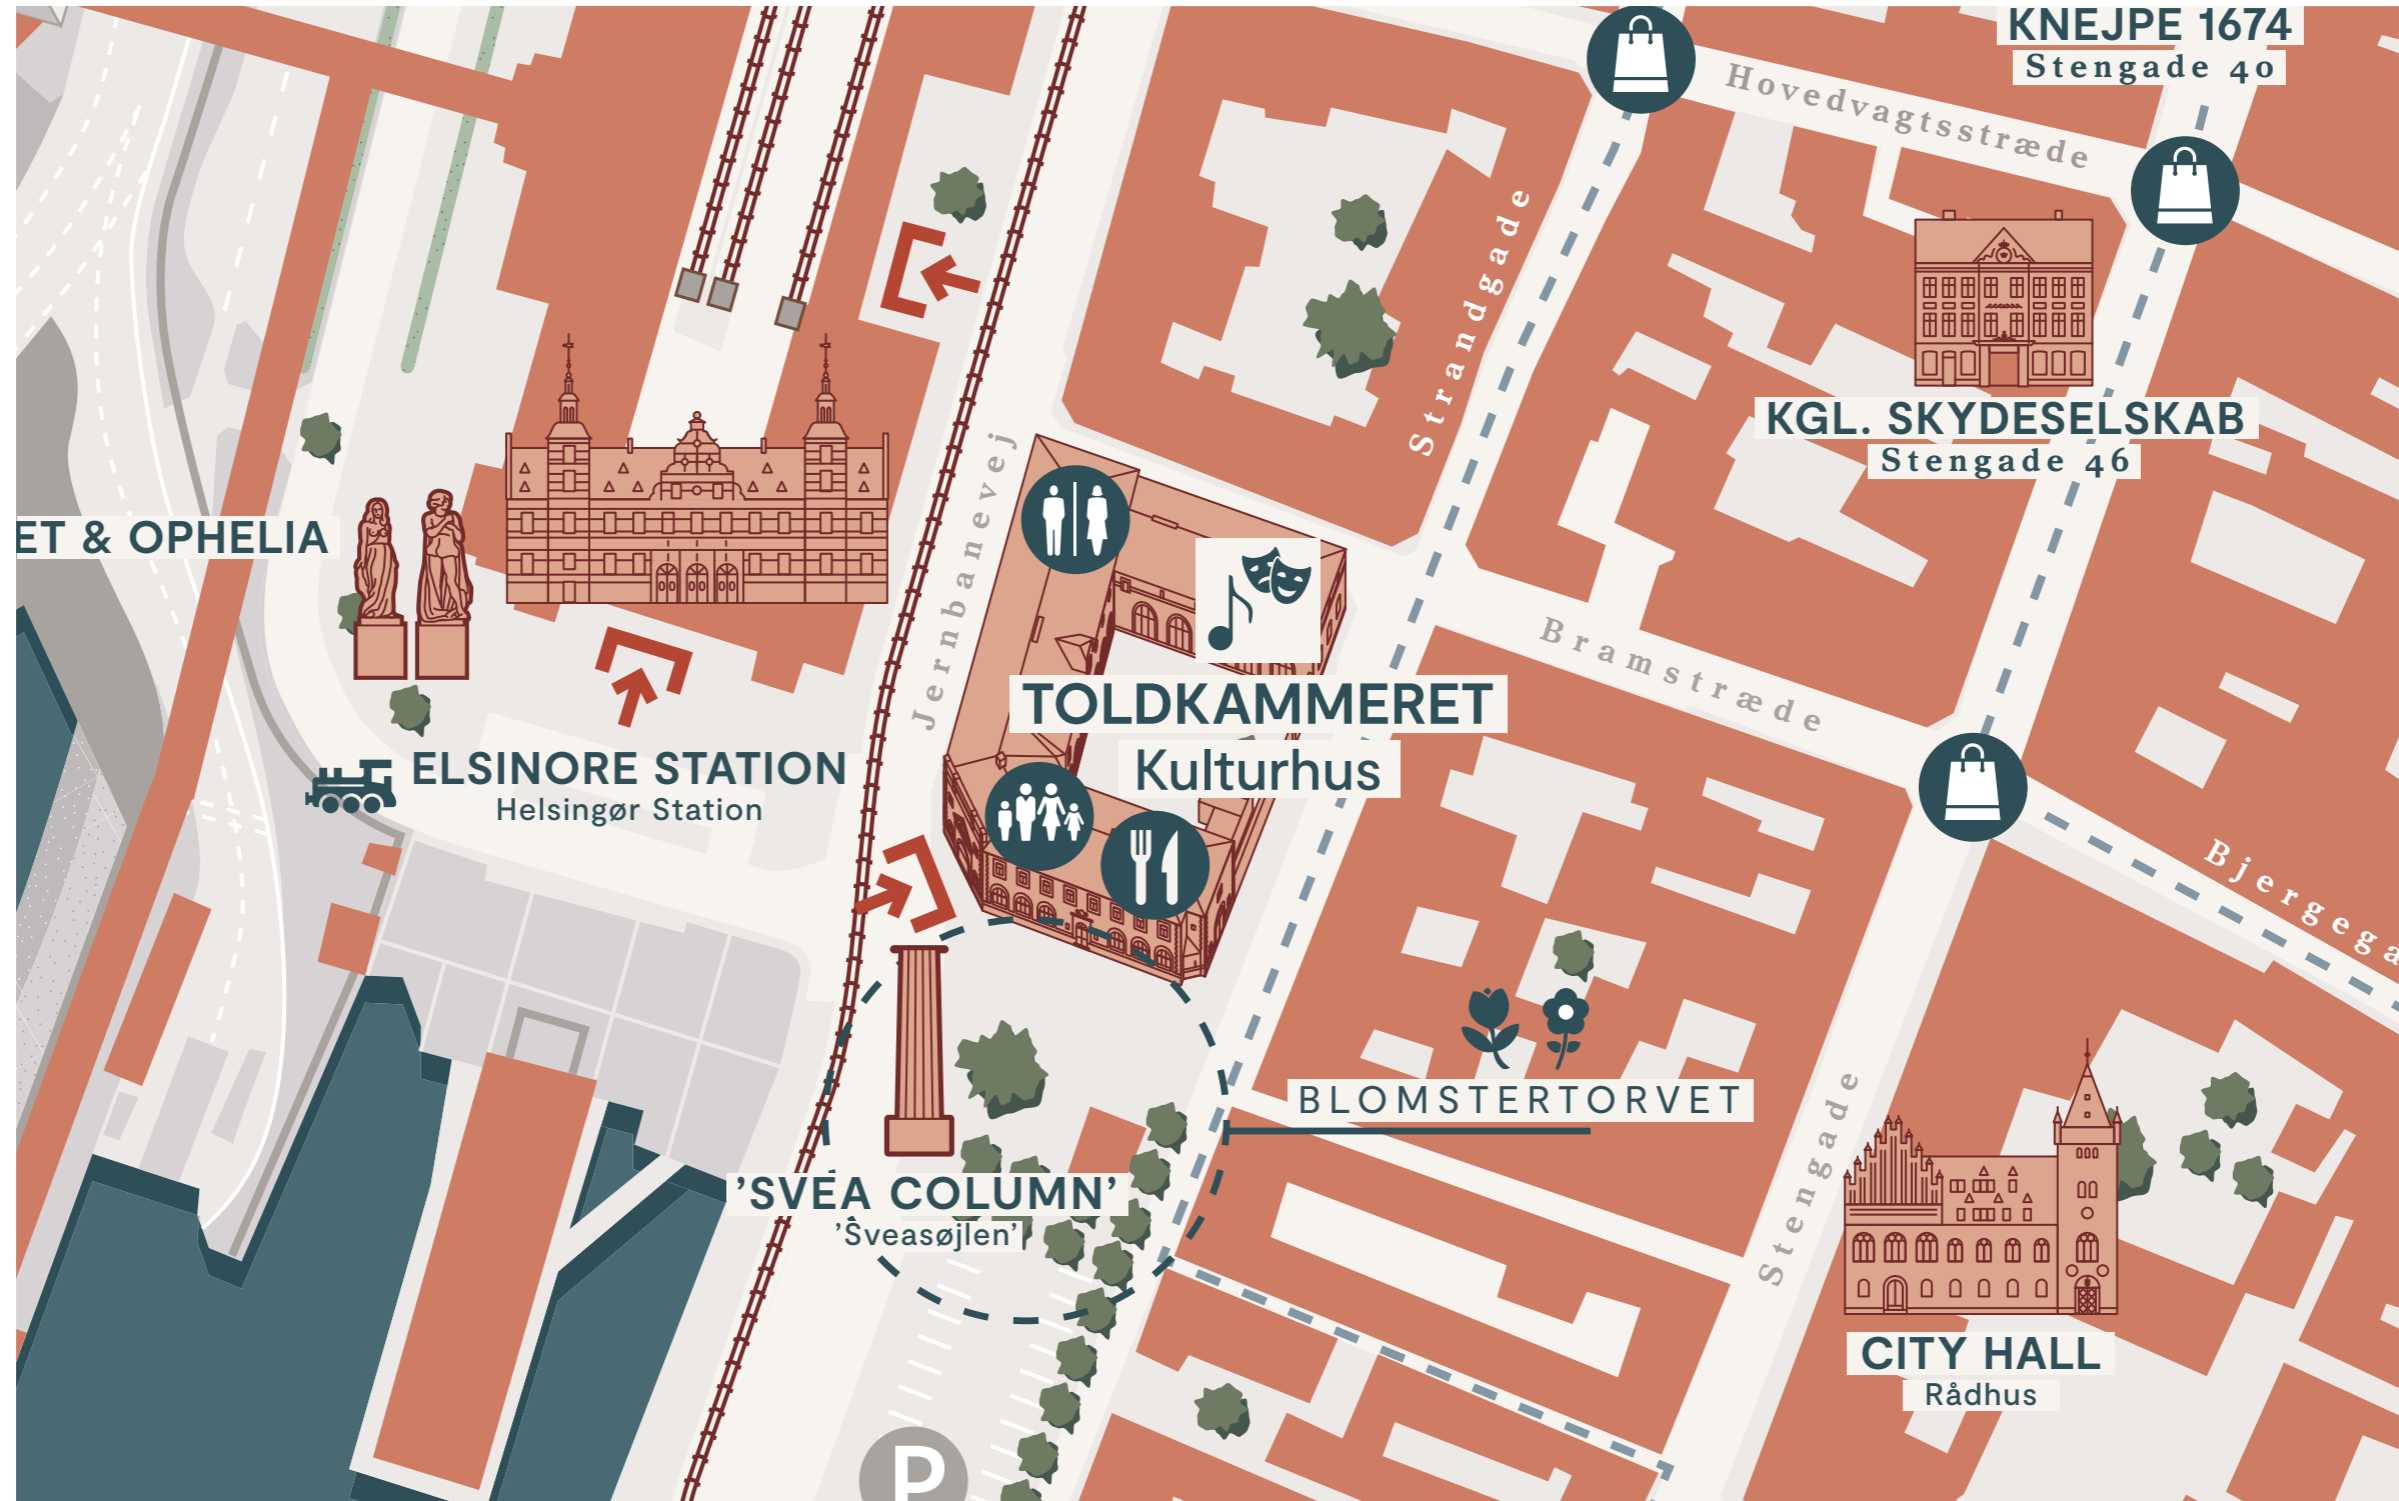 KNEJPE 1674
Stengade 40
Hovedvagtsstræde
Strandgade
KGL. SKYDESELSKAB
Stengade 46
Jernbanevej
ET & OPHELIA
Bramstræde
TOLDKAMMERET
Kulturhus
ELSINORE STATION
Helsingør Station
Bjergega
BLOMSTERTORVET
Stengade
'SVEA COLUMN'
'Sveasøjlen'
CITY HALL
Rådhus
P